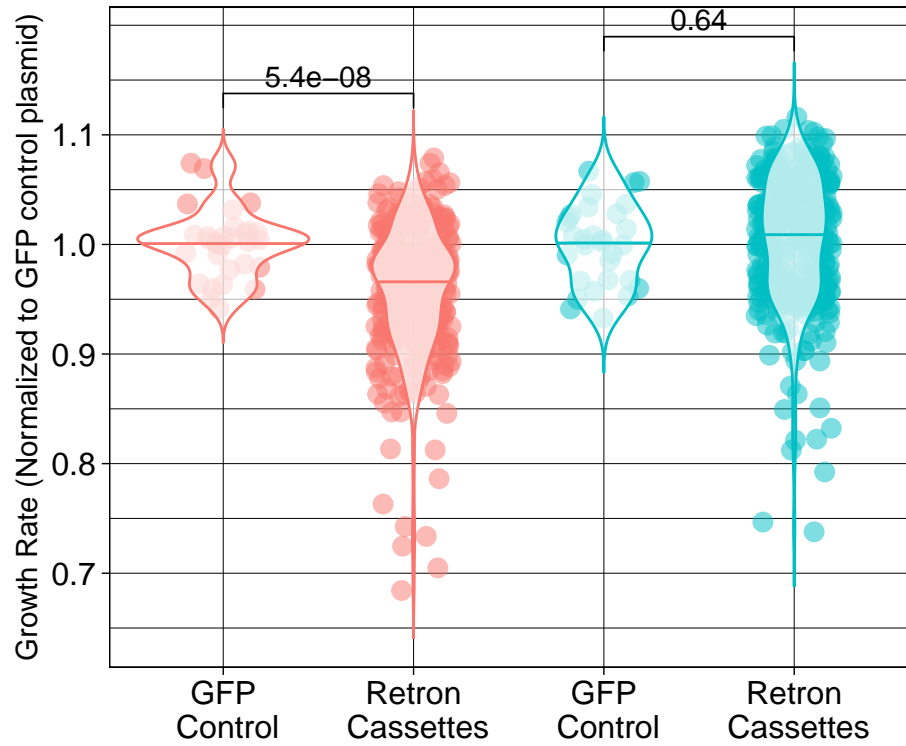 Growth Rate (Normalized to GFP control plasmid)
0.64
5.4e−08
1.1
1.0
0.9
0.8
0.7
GFP Control
Retron Cassettes
GFP Control
Retron Cassettes